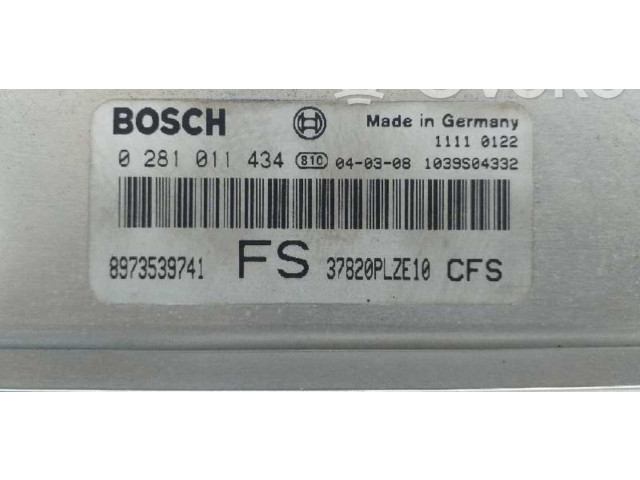 BOSCH Made in Germany
1111 0122
0 281 011 434 810 04-03-08 1039S04332
8973539741 FS 37820PLZE10 CFS